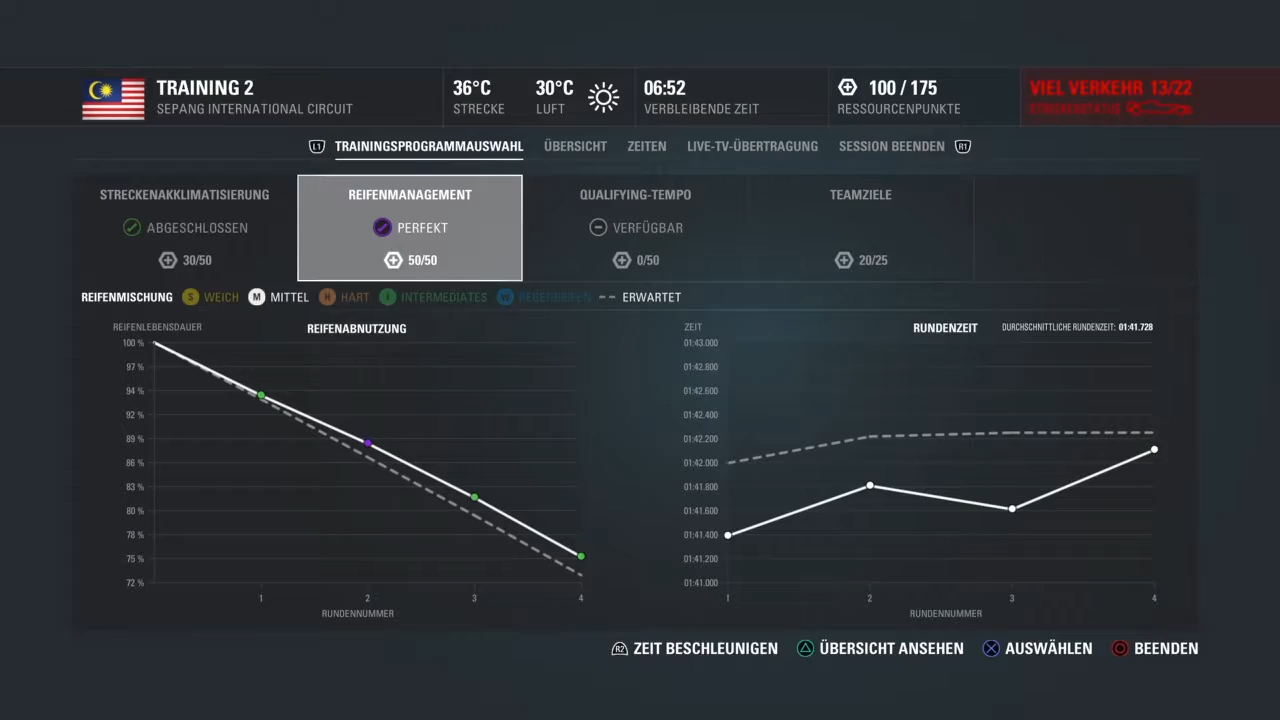 TRAINING 2
SEPANG INTERNATIONAL CIRCUIT
36°C
STRECKE
30°C
LUFT
06:52
VERBLEIBENDE ZEIT
100 / 175
RESSOURCENPUNKTE
VIEL VERKEHR 13/22
STRECKENSTATUS
L1 TRAININGSPROGRAMMAUSWAHL ÜBERSICHT ZEITEN LIVE-TV-ÜBERTRAGUNG SESSION BEENDEN R1
STRECKENAKKLIMATISIERUNG
ABGESCHLOSSEN
30/50
REIFENMANAGEMENT
PERFEKT
50/50
QUALIFYING-TEMPO
VERFÜGBAR
0/50
TEAMZIELE
20/25
REIFENMISCHUNG S WEICH M MITTEL H HART I INTERMEDIATES W REGENREIFEN ERWARTET
REIFENLEBENSDAUER
REIFENABNUTZUNG
100 %
97 %
94 %
92 %
89 %
86 %
83 %
80 %
78 %
75 %
72 %
1 2 3 4
RUNDENNUMMER
ZEIT
RUNDENZEIT
DURCHSCHNITTLICHE RUNDENZEIT: 01:41.728
01:43.000
01:42.800
01:42.600
01:42.400
01:42.200
01:42.000
01:41.800
01:41.600
01:41.400
01:41.200
01:41.000
1 2 3 4
RUNDENNUMMER
R2 ZEIT BESCHLEUNIGEN ÜBERSICHT ANSEHEN AUSWÄHLEN BEENDEN